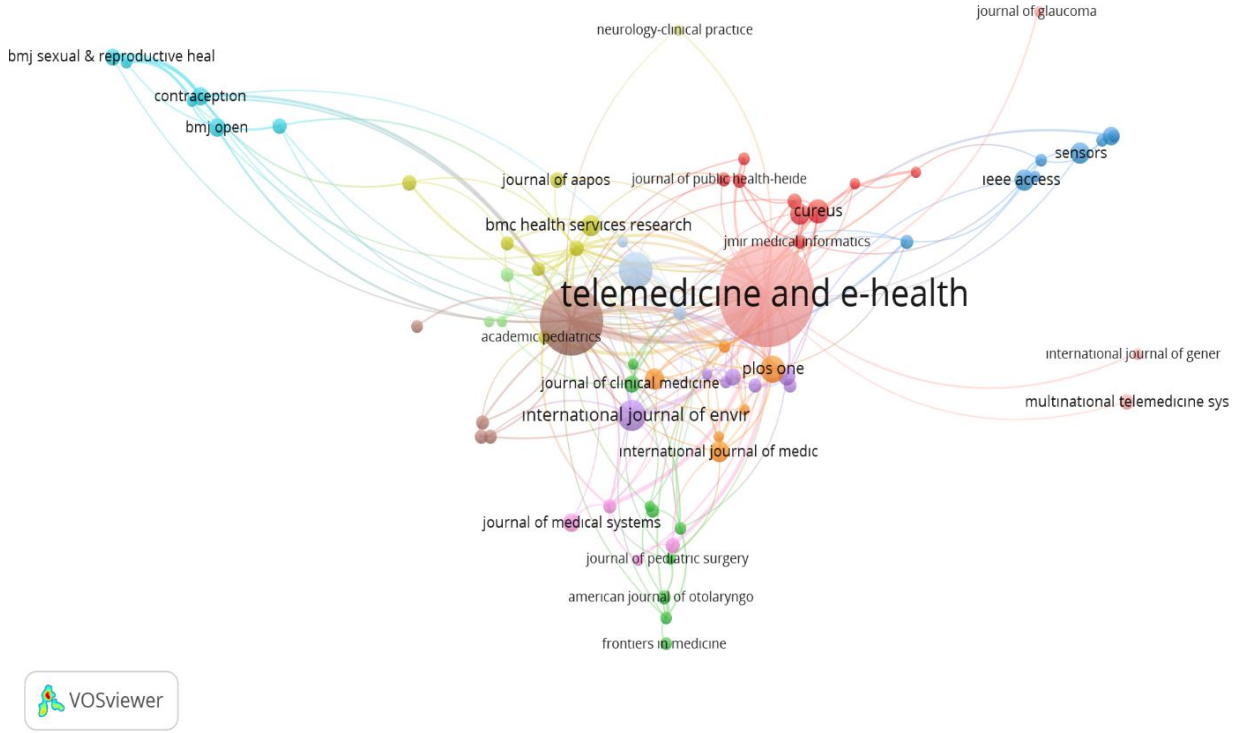 journal of glaucoma
neurology-clinical practice
bmj sexual & reproductive heal
contraception
bmj open
sensors
journal of aapos
journal of public health-heide
ieee access
cureus
bmc health services research
jmir medical informatics
telemedicine and e-health
academic pediatrics
international journal of gener
plos one
journal of clinical medicine
multinational telemedicine sys
international journal of envir
international journal of medic
journal of medical systems
journal of pediatric surgery
american journal of otolaryngo
frontiers in medicine
VOSviewer